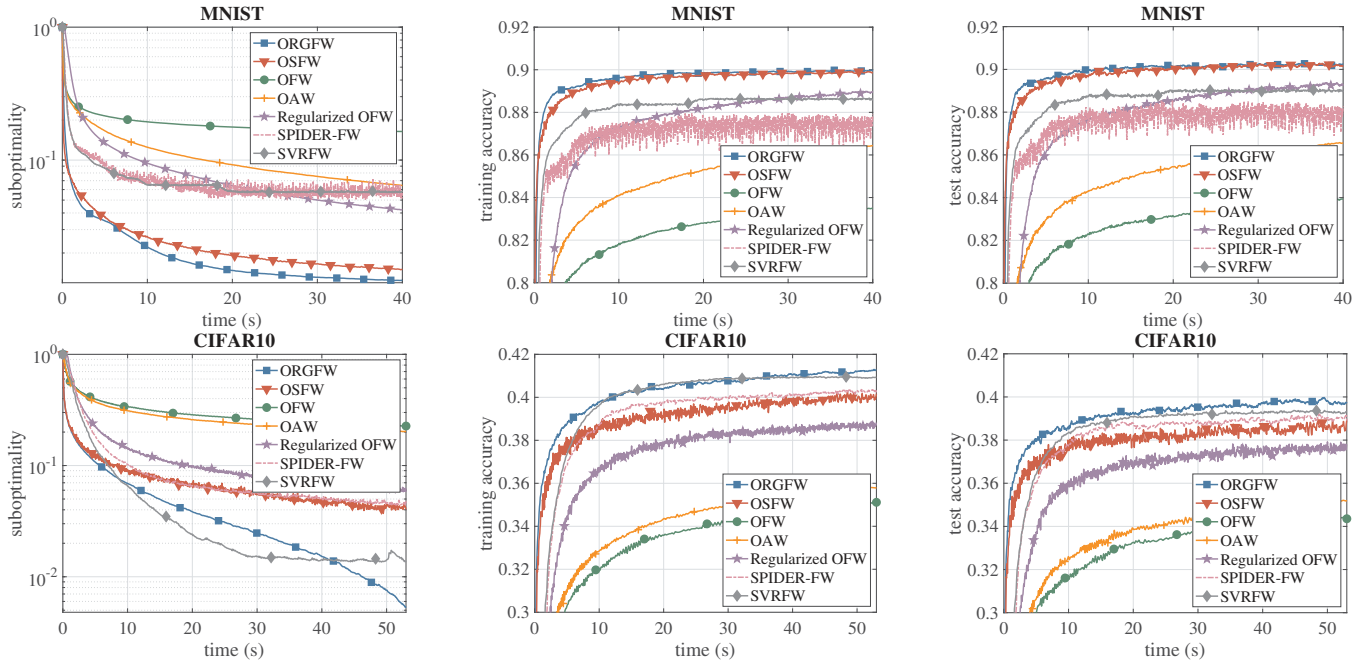 MNIST
10^0
10^-1
suboptimality
ORGFW
OSFW
OFW
OAW
Regularized OFW
SPIDER-FW
SVRFW
0 10 20 30 40
time (s)
MNIST
0.92
0.9
0.88
0.86
0.84
0.82
0.8
training accuracy
ORGFW
OSFW
OFW
OAW
Regularized OFW
SPIDER-FW
SVRFW
0 10 20 30 40
time (s)
MNIST
0.92
0.9
0.88
0.86
0.84
0.82
0.8
test accuracy
ORGFW
OSFW
OFW
OAW
Regularized OFW
SPIDER-FW
SVRFW
0 10 20 30 40
time (s)
CIFAR10
10^0
10^-1
10^-2
suboptimality
ORGFW
OSFW
OFW
OAW
Regularized OFW
SPIDER-FW
SVRFW
0 10 20 30 40 50
time (s)
CIFAR10
0.42
0.4
0.38
0.36
0.34
0.32
0.3
training accuracy
ORGFW
OSFW
OFW
OAW
Regularized OFW
SPIDER-FW
SVRFW
0 10 20 30 40 50
time (s)
CIFAR10
0.42
0.4
0.38
0.36
0.34
0.32
0.3
test accuracy
ORGFW
OSFW
OFW
OAW
Regularized OFW
SPIDER-FW
SVRFW
0 10 20 30 40 50
time (s)